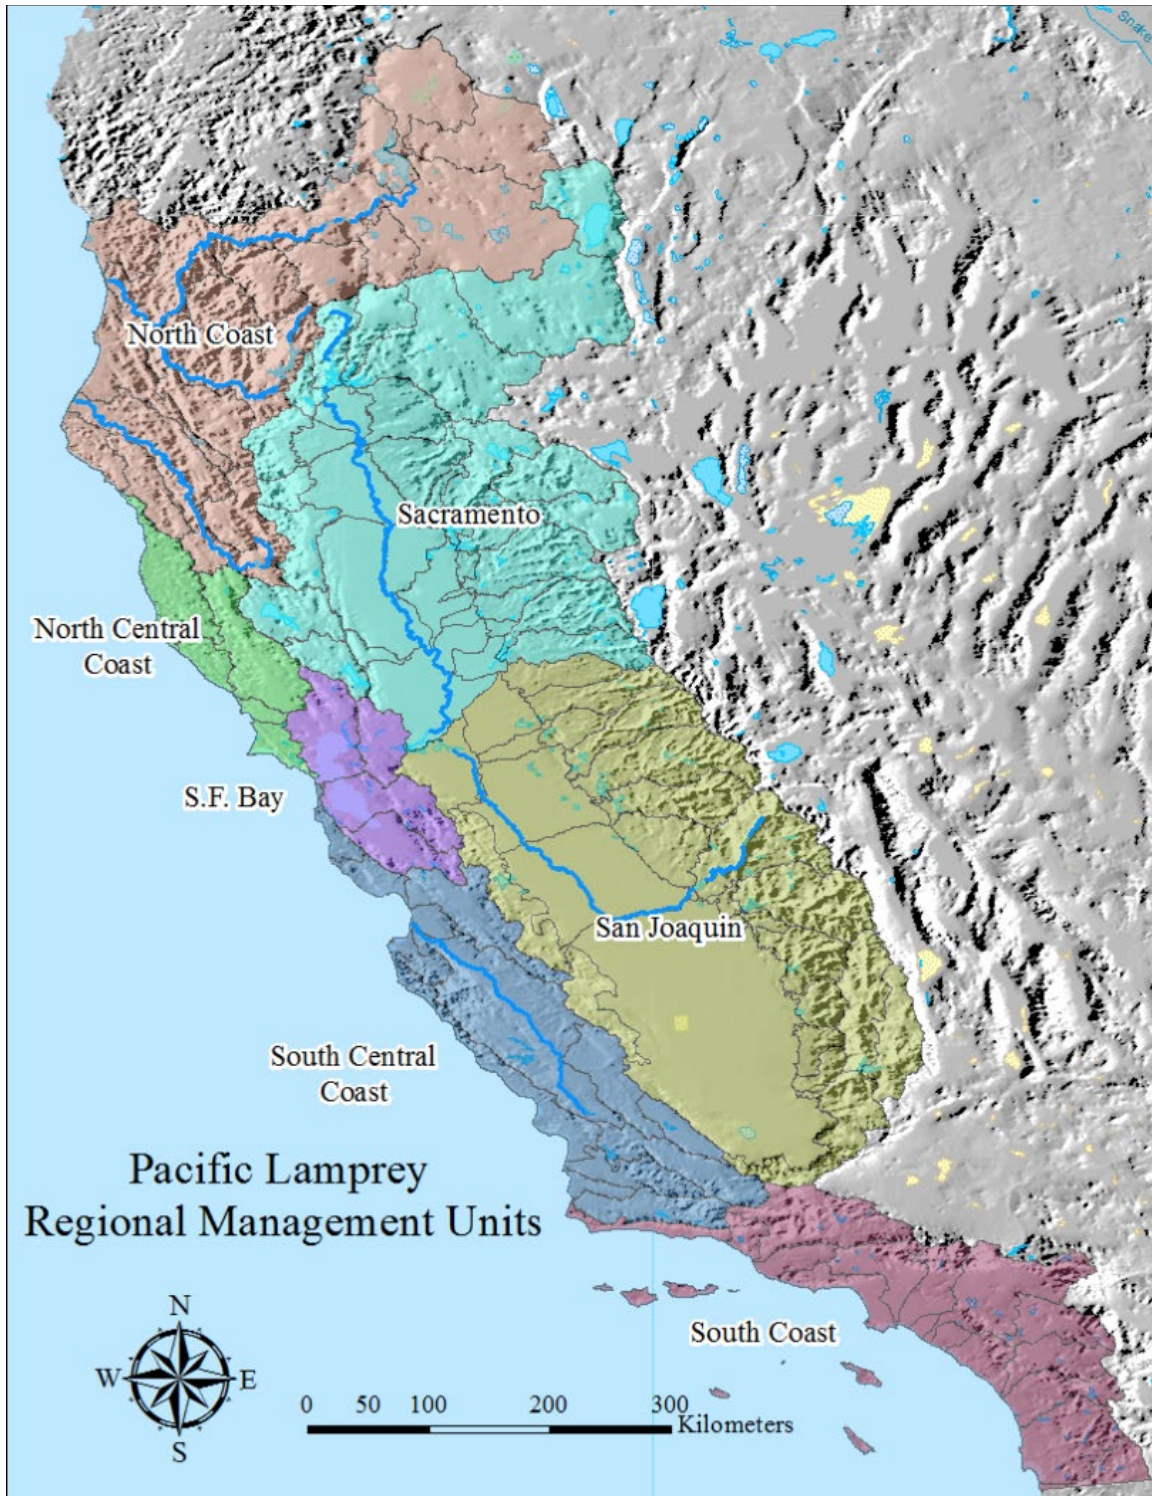 Snake
North Coast
Sacramento
North Central
Coast
S.F. Bay
San Joaquin
South Central
Coast
Pacific Lamprey
Regional Management Units
South Coast
N
W
E
S
0 50 100 200 300
Kilometers